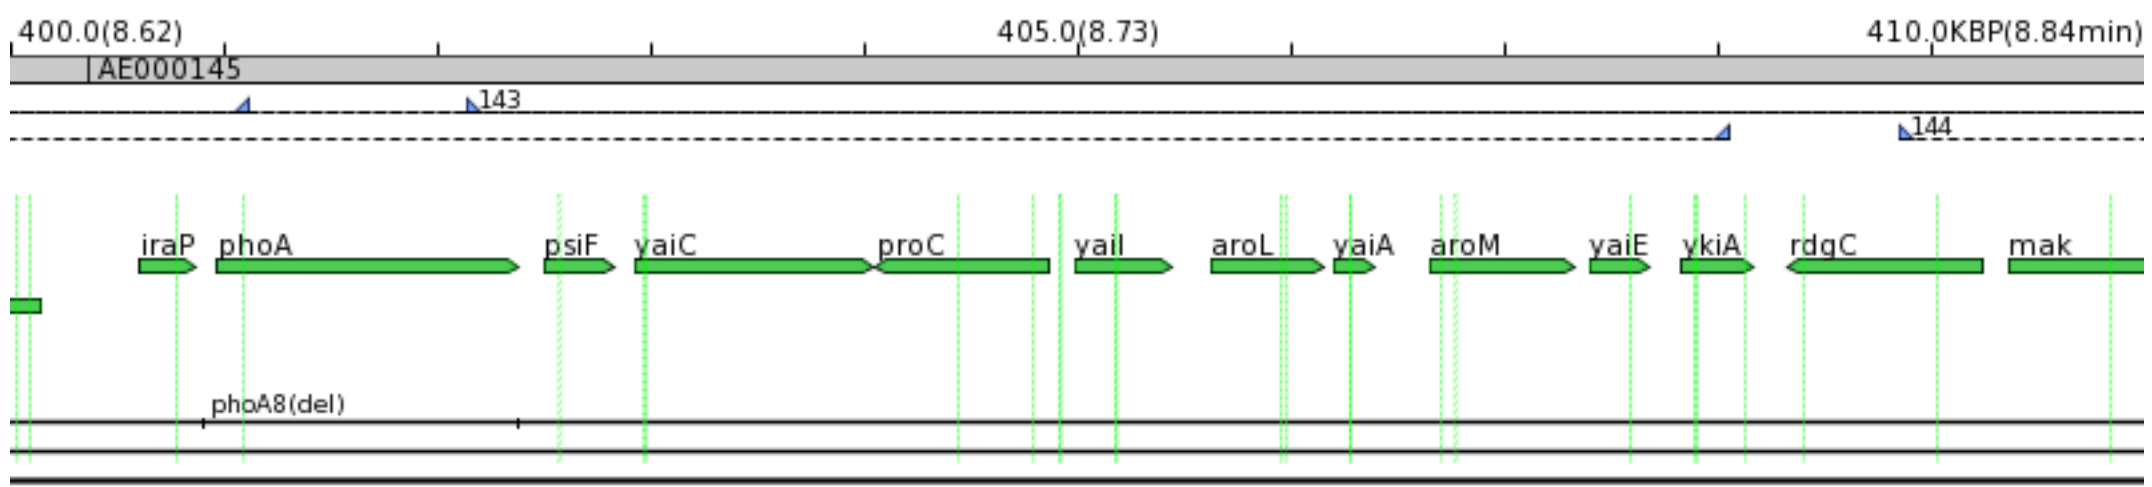 400.0(8.62) 405.0(8.73) 410.0KBP(8.84min)
AE000145
143
144
iraP phoA psiF yaiC proC yaiI aroL yaiA aroM yaiE ykiA rdgC mak
phoA8(del)